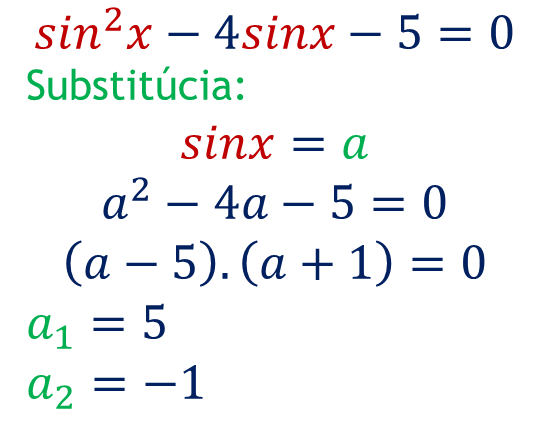 sin²x − 4sinx − 5 = 0
Substitúcia:
sinx = a
a² − 4a − 5 = 0
(a − 5).(a + 1) = 0
a₁ = 5
a₂ = −1